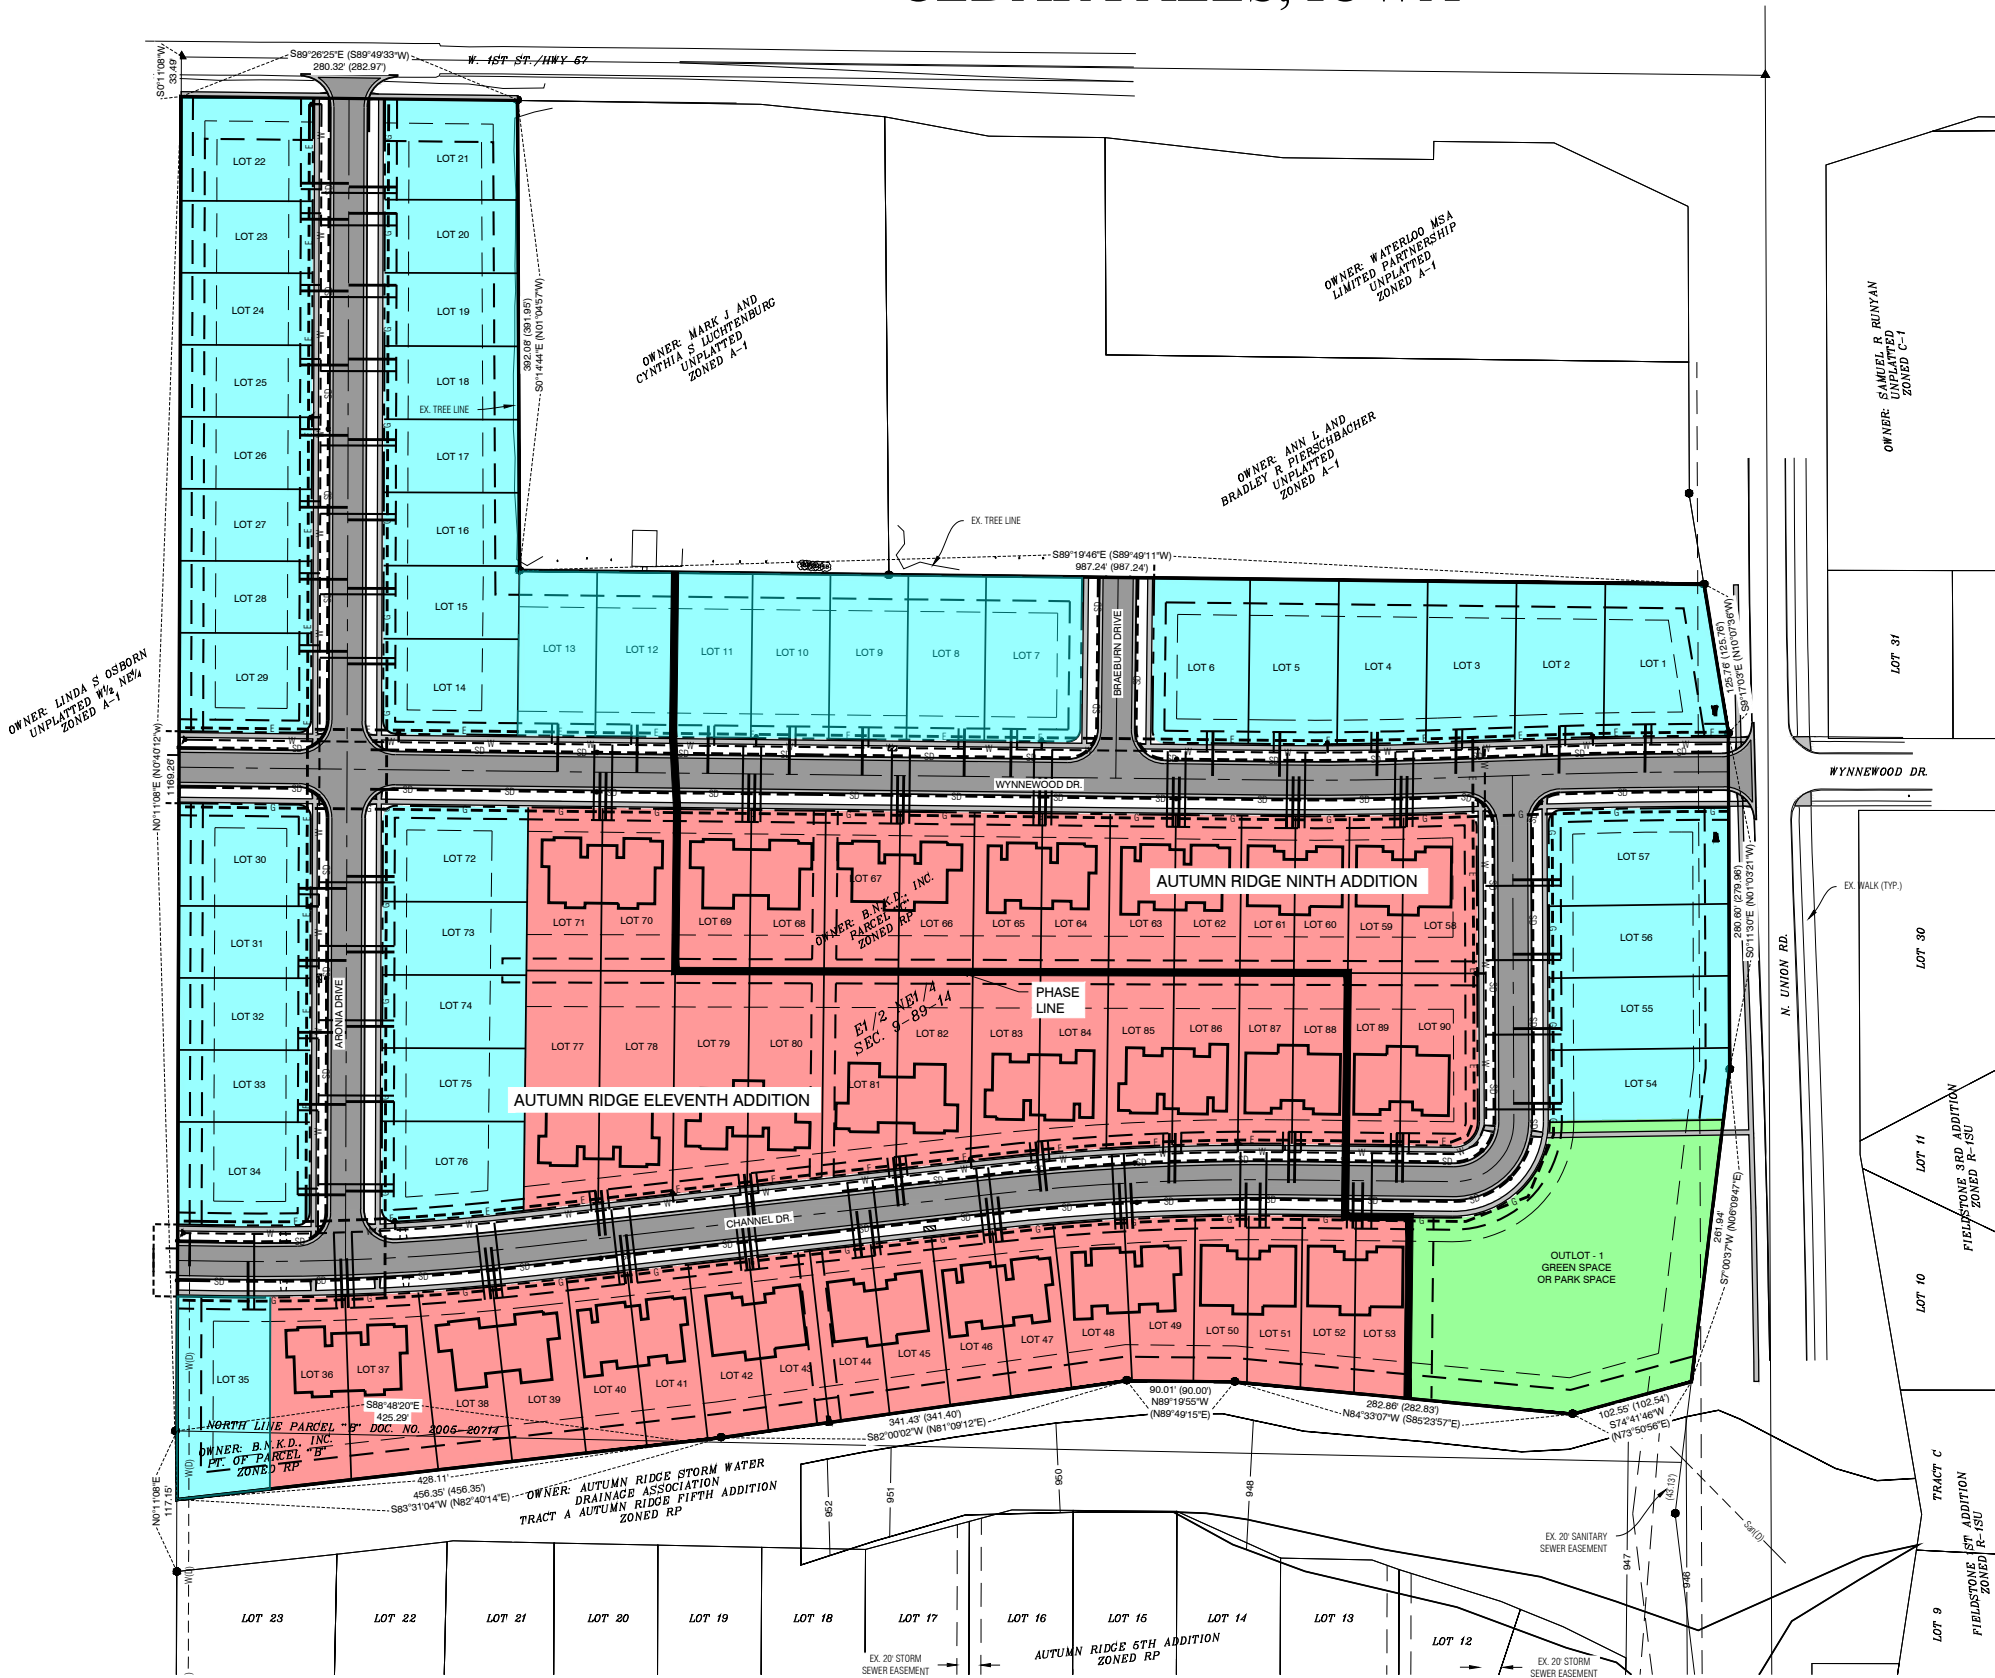 S89°26'25"E (S89°49'33"W)
280.32' (282.97')
W. 1ST ST./HWY 57
S0°11'08"W
33.49'
LOT 22
LOT 21
LOT 23
LOT 20
LOT 24
LOT 19
LOT 25
LOT 18
EX. TREE LINE
LOT 26
LOT 17
LOT 27
LOT 16
LOT 28
LOT 15
LOT 29
LOT 14
392.08' (391.95')
S0°14'44"E (N01°04'57"W)
OWNER: MARK J AND
CYNTHIA S LUCHTENBURG
UNPLATTED
ZONED A-1
OWNER: WATERLOO MSA
LIMITED PARTNERSHIP
UNPLATTED
ZONED A-1
OWNER: ANN L AND
BRADLEY R PIERSCHBACHER
UNPLATTED
ZONED A-1
OWNER: SAMUEL R RUNYAN
UNPLATTED
ZONED C-1
EX. TREE LINE
S89°19'46"E (S89°49'11"W)
987.24' (987.24')
OWNER: LINDA S OSBORN
UNPLATTED W½ NE¼
ZONED A-1
LOT 13
LOT 12
LOT 11
LOT 10
LOT 9
LOT 8
LOT 7
BRAEBURN DRIVE
LOT 6
LOT 5
LOT 4
LOT 3
LOT 2
LOT 1
125.76' (125.76')
S9°17'03"E (N10°07'36"W)
LOT 31
N0°11'08"E (N0°40'12"W)
1169.26'
WYNNEWOOD DR.
WYNNEWOOD DR.
LOT 30
LOT 72
LOT 31
LOT 73
LOT 32
LOT 74
LOT 33
LOT 75
LOT 34
LOT 76
ARONIA DRIVE
LOT 71
LOT 70
LOT 69
LOT 68
LOT 67
LOT 66
LOT 65
LOT 64
LOT 63
LOT 62
LOT 61
LOT 60
LOT 59
LOT 58
OWNER: B.N.K.D., INC.
PARCEL "C"
ZONED RP
AUTUMN RIDGE NINTH ADDITION
PHASE
LINE
E1/2 NE1/4
SEC. 9-89-14
LOT 77
LOT 78
LOT 79
LOT 80
LOT 81
LOT 82
LOT 83
LOT 84
LOT 85
LOT 86
LOT 87
LOT 88
LOT 89
LOT 90
AUTUMN RIDGE ELEVENTH ADDITION
LOT 57
LOT 56
LOT 55
LOT 54
280.60' (279.96')
S0°11'30"E (N01°03'21"W)
EX. WALK (TYP.)
N. UNION RD.
LOT 30
FIELDSTONE 3RD ADDITION
ZONED R-1SU
LOT 11
LOT 10
CHANNEL DR.
OUTLOT - 1
GREEN SPACE
OR PARK SPACE
261.94'
S7°00'37"W (N06°09'47"E)
LOT 35
LOT 36
LOT 37
LOT 38
LOT 39
LOT 40
LOT 41
LOT 42
LOT 43
LOT 44
LOT 45
LOT 46
LOT 47
LOT 48
LOT 49
LOT 50
LOT 51
LOT 52
LOT 53
S88°48'20"E
425.29'
NORTH LINE PARCEL "B" DOC. NO. 2006-20714
OWNER: B.N.K.D., INC.
PT. OF PARCEL "B"
ZONED RP
N0°11'08"E
117.15'
428.11'
456.35' (456.35')
S83°31'04"W (N82°40'14"E)
341.43' (341.40')
S82°00'02"W (N81°09'12"E)
90.01' (90.00')
N89°19'55"W
(N89°49'15"E)
282.86' (282.83')
N84°33'07"W (S85°23'57"E)
102.55' (102.54')
S74°41'46"W
(N73°50'56"E)
OWNER: AUTUMN RIDGE STORM WATER
DRAINAGE ASSOCIATION
TRACT A AUTUMN RIDGE FIFTH ADDITION
ZONED RP
952
951
950
948
947
946
(43.13')
San(D)
EX. 20' SANITARY
SEWER EASEMENT
TRACT C
FIELDSTONE 1ST ADDITION
ZONED R-1SU
LOT 9
LOT 23
LOT 22
LOT 21
LOT 20
LOT 19
LOT 18
LOT 17
LOT 16
LOT 15
LOT 14
LOT 13
LOT 12
AUTUMN RIDGE 5TH ADDITION
ZONED RP
EX. 20' STORM
SEWER EASEMENT
EX. 20' STORM
SEWER EASEMENT